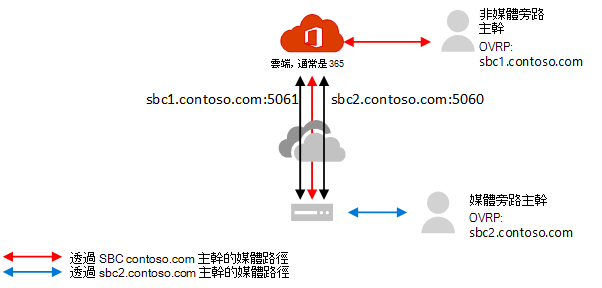 非媒體旁路
主幹
OVRP:
sbc1.contoso.com
雲端, 通常是 365
sbc1.contoso.com:5061
sbc2.contoso.com:5060
媒體旁路主幹
OVRP:
sbc2.contoso.com
透過 SBC contoso.com 主幹的媒體路徑
透過 sbc2.contoso.com 主幹的媒體路徑